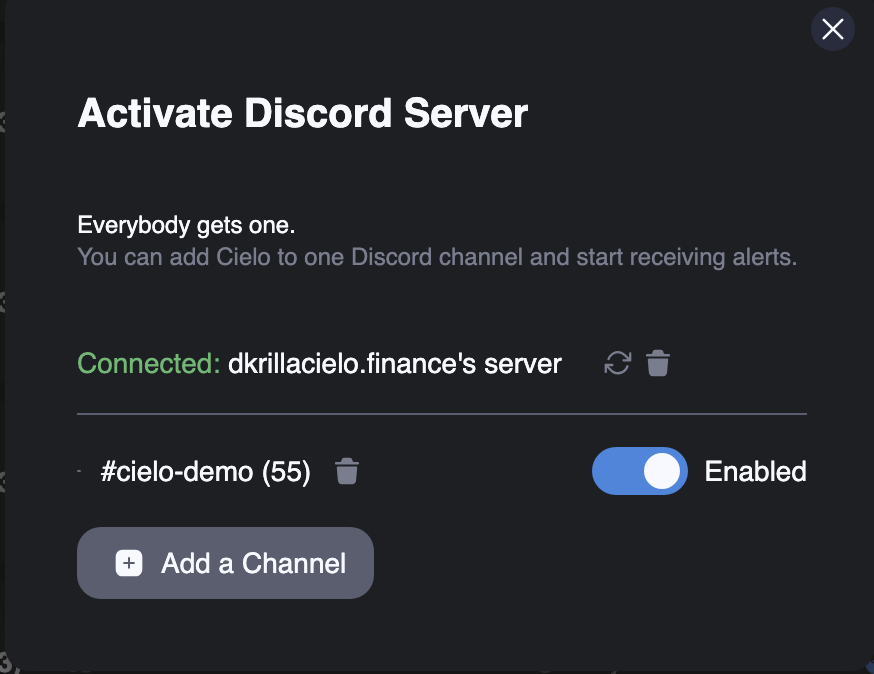 Activate Discord Server
Everybody gets one.
You can add Cielo to one Discord channel and start receiving alerts.
Connected: dkrillacielo.finance's server
#cielo-demo (55)
Enabled
Add a Channel